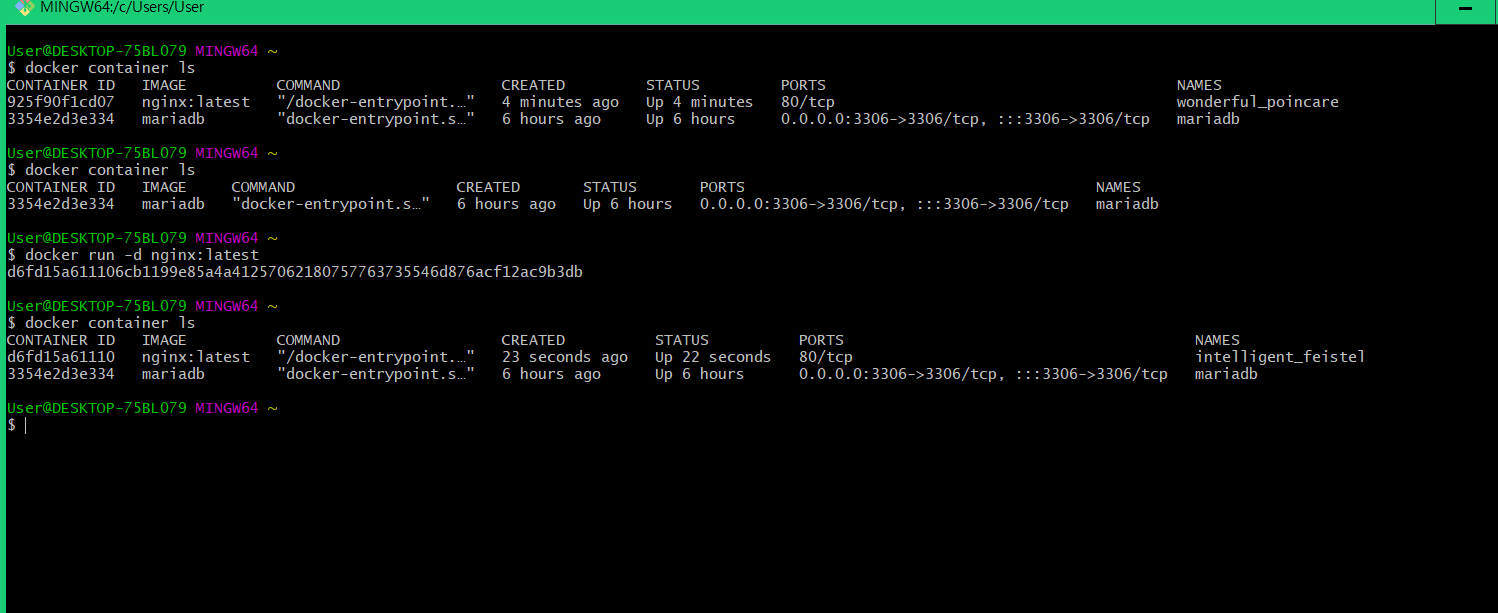 MINGW64:/c/Users/User
User@DESKTOP-75BL079 MINGW64 ~
$ docker container ls
CONTAINER ID   IMAGE          COMMAND                  CREATED         STATUS         PORTS                                       NAMES
925f90f1cd07   nginx:latest   "/docker-entrypoint.…"   4 minutes ago   Up 4 minutes   80/tcp                                      wonderful_poincare
3354e2d3e334   mariadb        "docker-entrypoint.s…"   6 hours ago     Up 6 hours     0.0.0.0:3306->3306/tcp, :::3306->3306/tcp   mariadb
User@DESKTOP-75BL079 MINGW64 ~
$ docker container ls
CONTAINER ID   IMAGE     COMMAND                  CREATED       STATUS       PORTS                                       NAMES
3354e2d3e334   mariadb   "docker-entrypoint.s…"   6 hours ago   Up 6 hours   0.0.0.0:3306->3306/tcp, :::3306->3306/tcp   mariadb
User@DESKTOP-75BL079 MINGW64 ~
$ docker run -d nginx:latest
d6fd15a611106cb1199e85a4a41257062180757763735546d876acf12ac9b3db
User@DESKTOP-75BL079 MINGW64 ~
$ docker container ls
CONTAINER ID   IMAGE          COMMAND                  CREATED          STATUS          PORTS                                       NAMES
d6fd15a61110   nginx:latest   "/docker-entrypoint.…"   23 seconds ago   Up 22 seconds   80/tcp                                      intelligent_feistel
3354e2d3e334   mariadb        "docker-entrypoint.s…"   6 hours ago      Up 6 hours      0.0.0.0:3306->3306/tcp, :::3306->3306/tcp   mariadb
User@DESKTOP-75BL079 MINGW64 ~
$